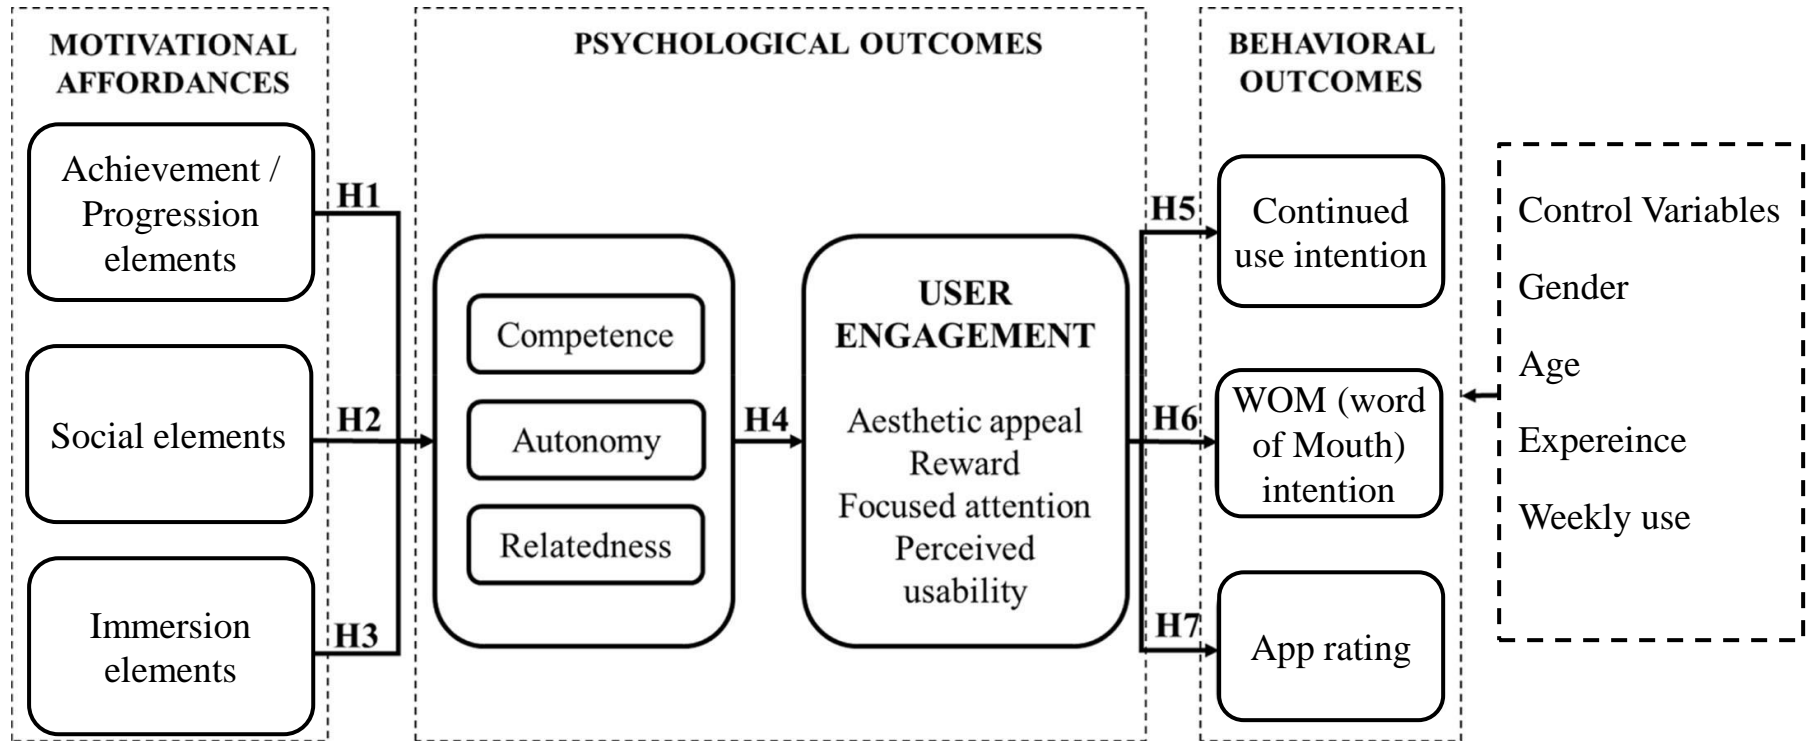 MOTIVATIONAL
AFFORDANCES
Achievement /
Progression
elements
Social elements
Immersion
elements
H1
H2
H3
PSYCHOLOGICAL OUTCOMES
Competence
Autonomy
Relatedness
H4
USER
ENGAGEMENT
Aesthetic appeal
Reward
Focused attention
Perceived
usability
H5
H6
H7
BEHAVIORAL
OUTCOMES
Continued
use intention
WOM (word
of Mouth)
intention
App rating
Control Variables
Gender
Age
Expereince
Weekly use